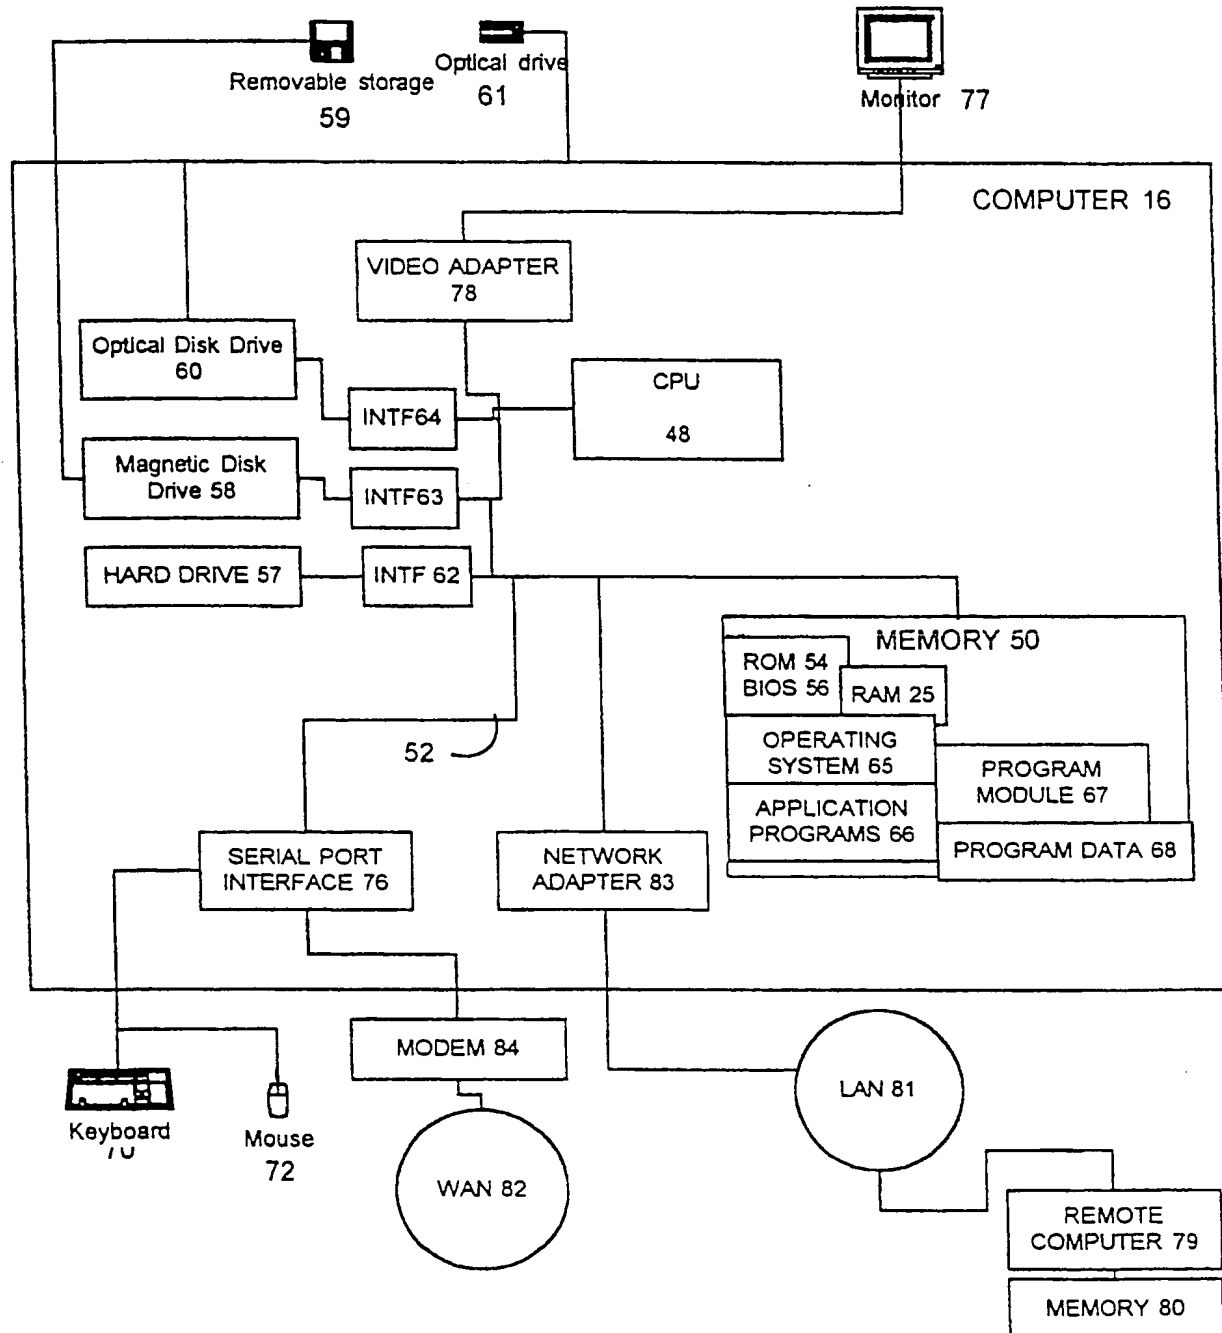 Removable storage
59
Optical drive
61
Monitor 77
COMPUTER 16
VIDEO ADAPTER
78
Optical Disk Drive
60
CPU
48
INTF64
Magnetic Disk
Drive 58
INTF63
HARD DRIVE 57
INTF 62
MEMORY 50
ROM 54
BIOS 56
RAM 25
OPERATING
SYSTEM 65
PROGRAM
MODULE 67
APPLICATION
PROGRAMS 66
PROGRAM DATA 68
52
SERIAL PORT
INTERFACE 76
NETWORK
ADAPTER 83
MODEM 84
LAN 81
Keyboard
70
Mouse
72
WAN 82
REMOTE
COMPUTER 79
MEMORY 80